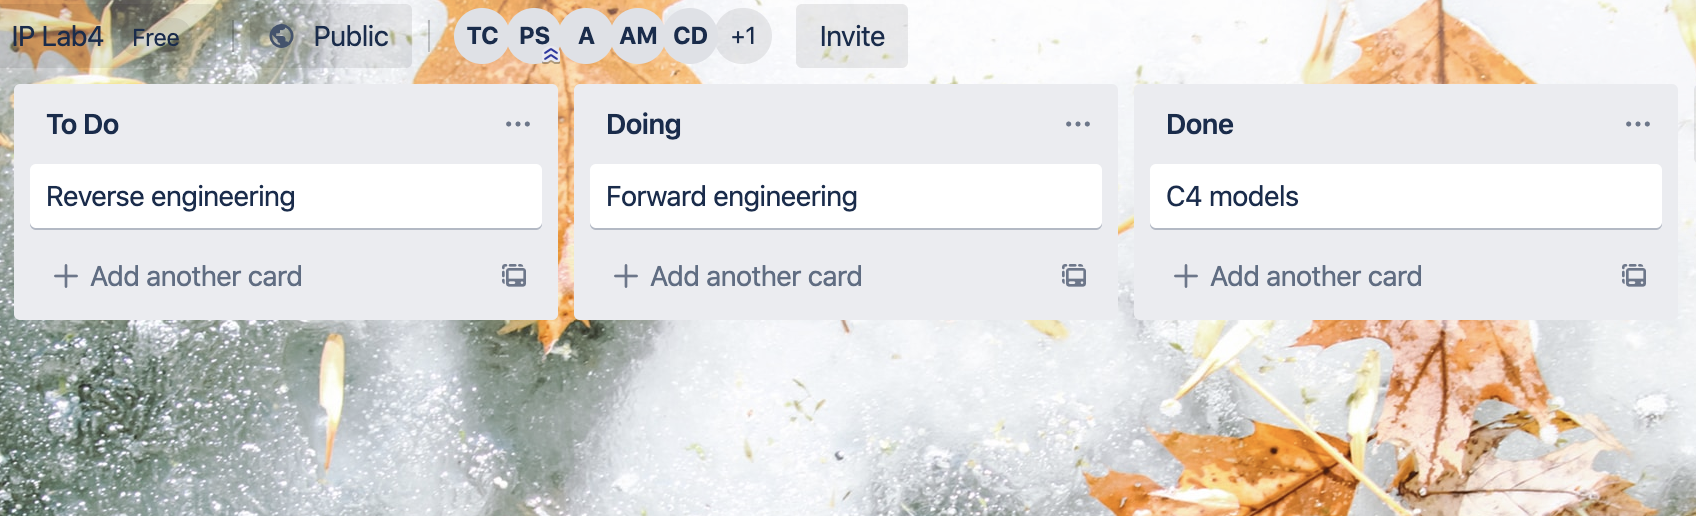 IP Lab4 Free Public TC PS A AM CD +1 Invite
To Do
Reverse engineering
Add another card
Doing
Forward engineering
Add another card
Done
C4 models
Add another card